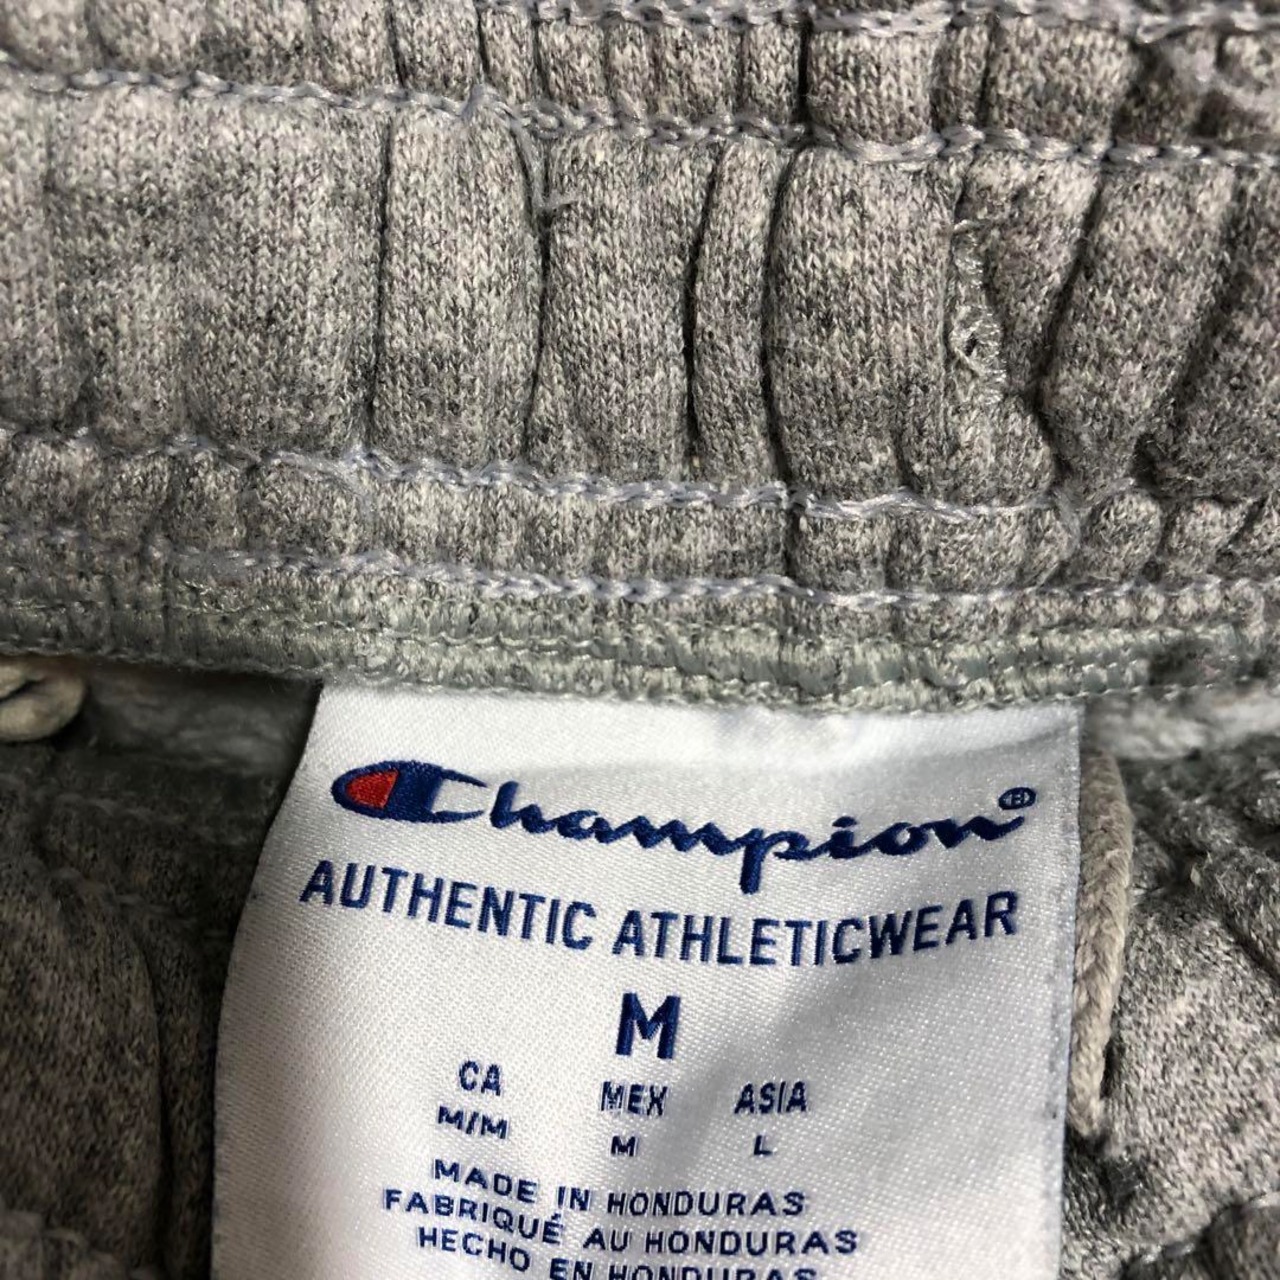 Champion®
AUTHENTIC ATHLETICWEAR
M
CA MEX ASIA
M/M M L
MADE IN HONDURAS
FABRIQUÉ AU HONDURAS
HECHO EN HONDURAS